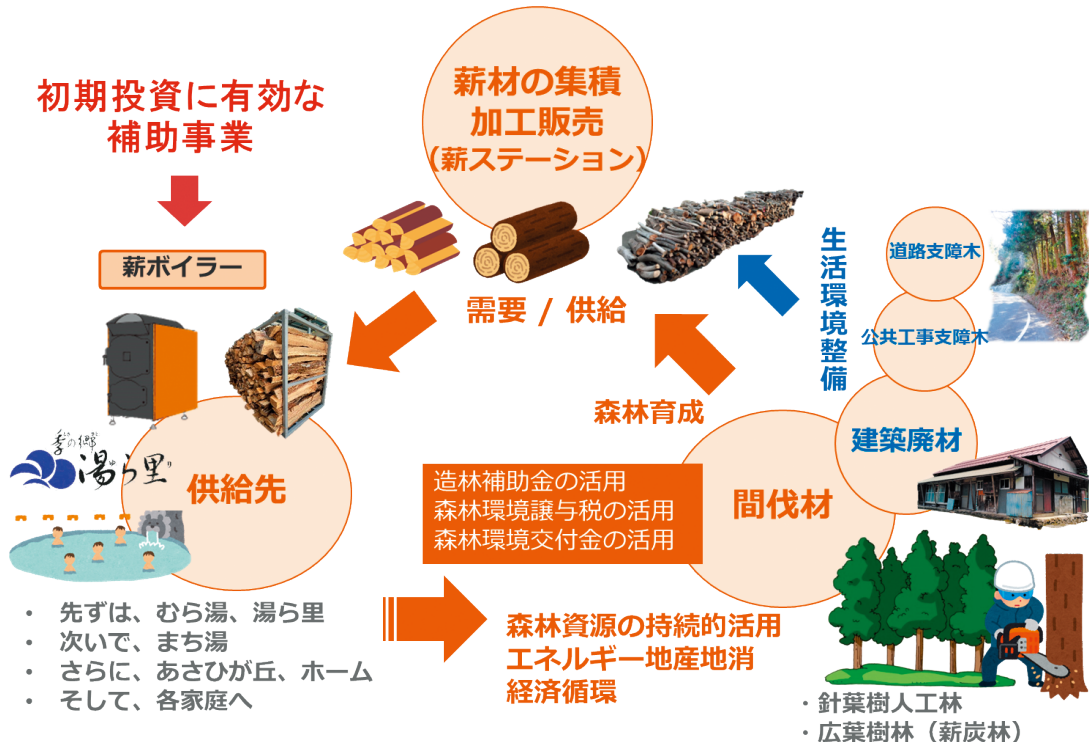 初期投資に有効な
補助事業
薪材の集積
加工販売
(薪ステーション)
薪ボイラー
需要 / 供給
生活環境整備
道路支障木
公共工事支障木
建築廃材
森林育成
間伐材
季の郷
湯ら里
供給先
造林補助金の活用
森林環境譲与税の活用
森林環境交付金の活用
・ 先ずは、むら湯、湯ら里
・ 次いで、まち湯
・ さらに、あさひが丘、ホーム
・ そして、各家庭へ
森林資源の持続的活用
エネルギー地産地消
経済循環
・針葉樹人工林
・広葉樹林（薪炭林）